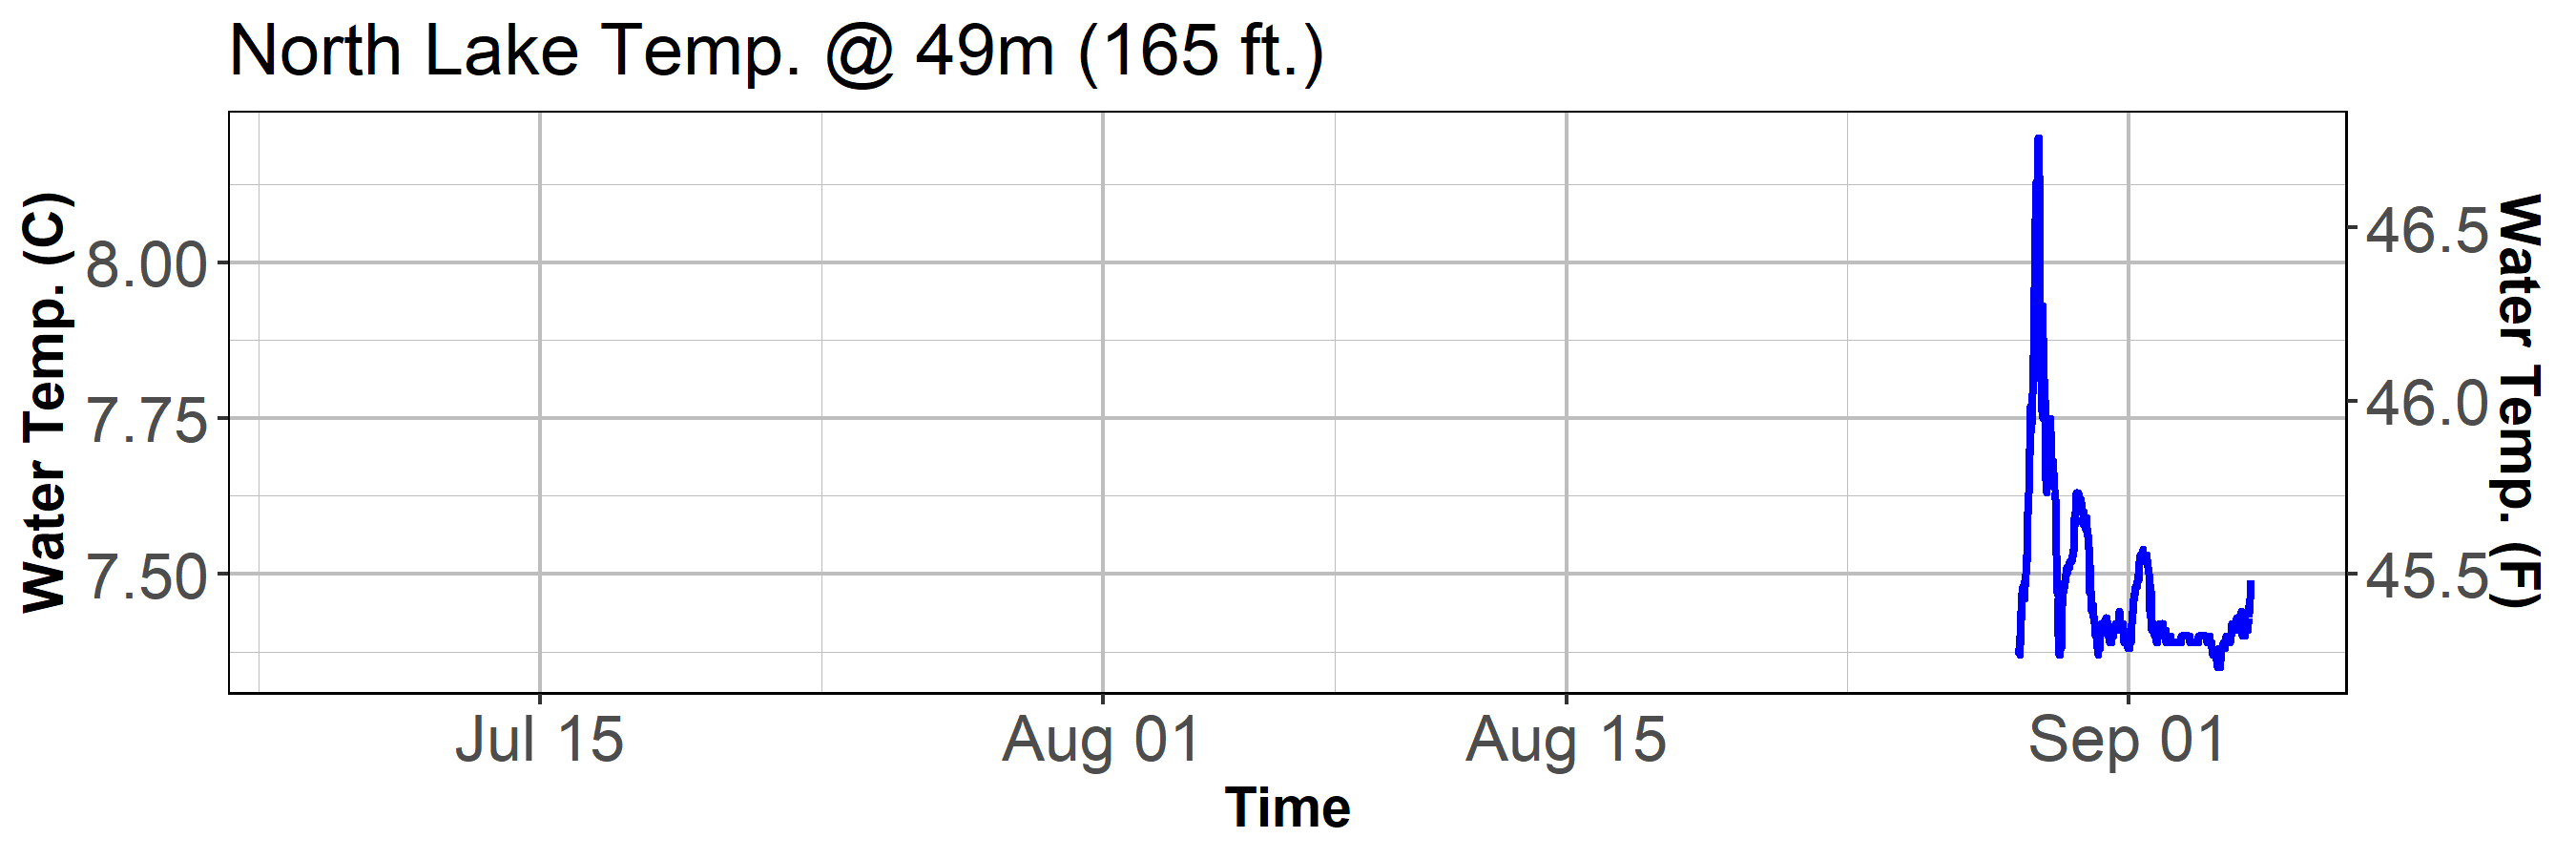 North Lake Temp. @ 49m (165 ft.)
Water Temp. (C)
8.00
7.75
7.50
46.5
46.0
45.5
Water Temp. (F)
Jul 15
Aug 01
Aug 15
Sep 01
Time